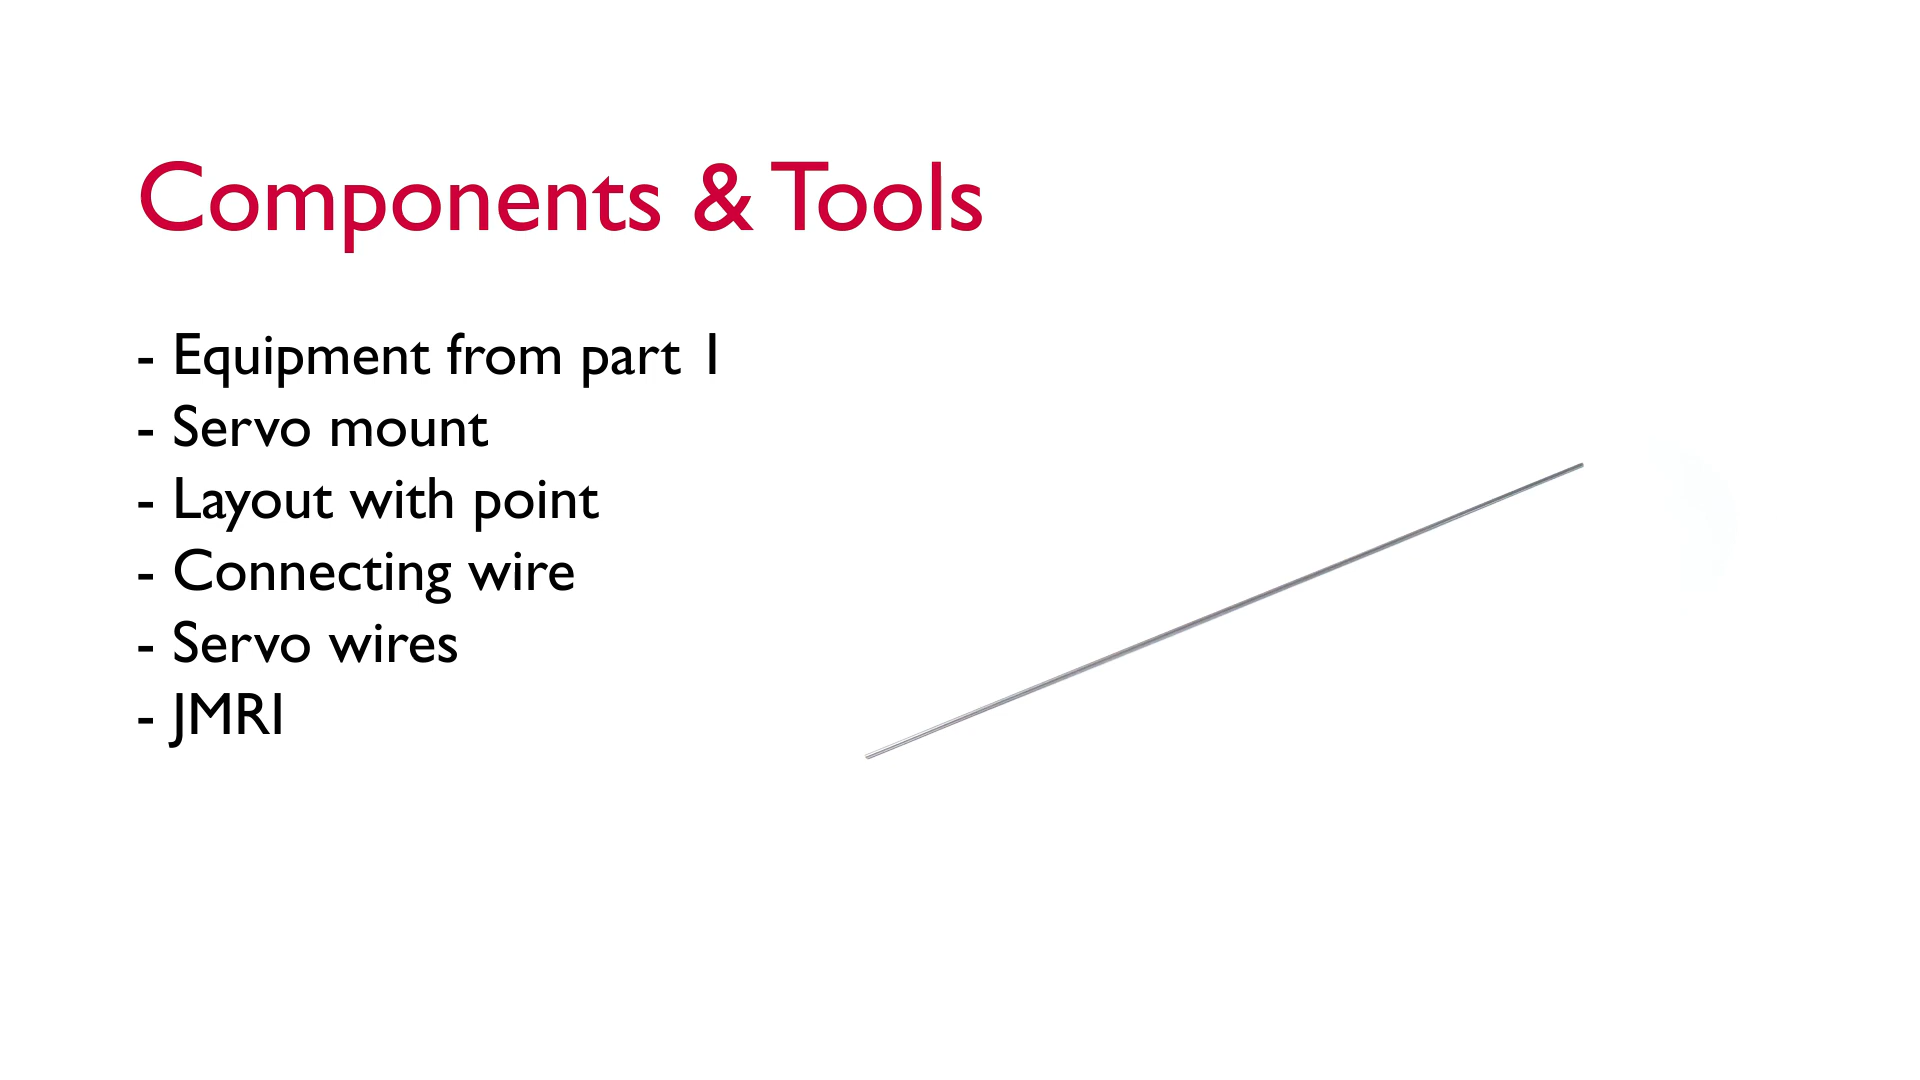 Components & Tools
- Equipment from part 1
- Servo mount
- Layout with point
- Connecting wire
- Servo wires
- JMRI